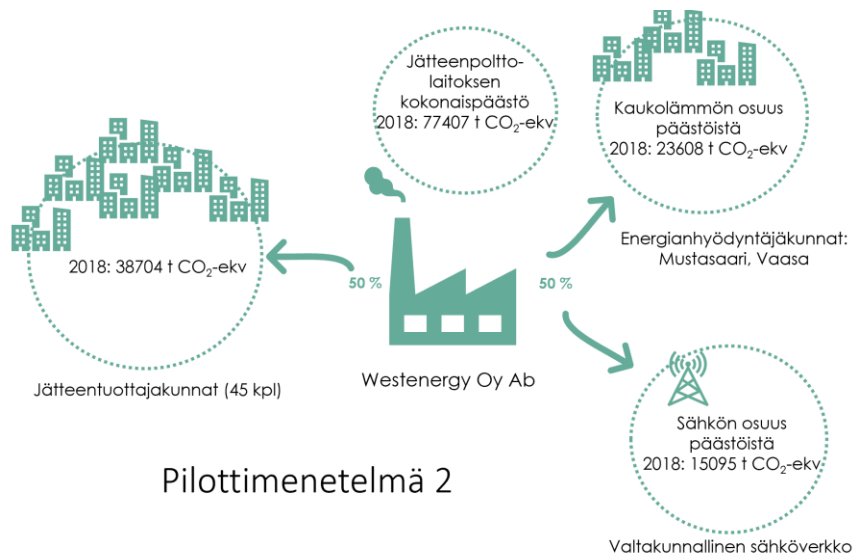 Jätteenpoltto-
laitoksen
kokonaispäästö
2018: 77407 t CO₂-ekv
Kaukolämmön osuus
päästöistä
2018: 23608 t CO₂-ekv
Energianhyödyntäjäkunnat:
Mustasaari, Vaasa
2018: 38704 t CO₂-ekv
50 %
50 %
Jätteentuottajakunnat (45 kpl)
Westenergy Oy Ab
Sähkön osuus
päästöistä
2018: 15095 t CO₂-ekv
Pilottimenetelmä 2
Valtakunnallinen sähköverkko